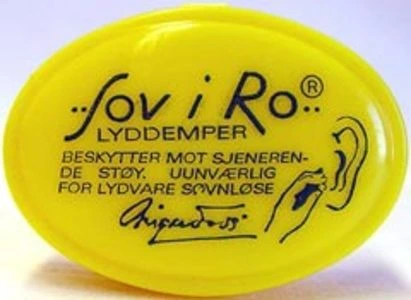 ..Sov i Ro®..
LYDDEMPER
BESKYTTER MOT SJENEREN-
DE STØY. UUNVÆRLIG
FOR LYDVARE SØVNLØSE